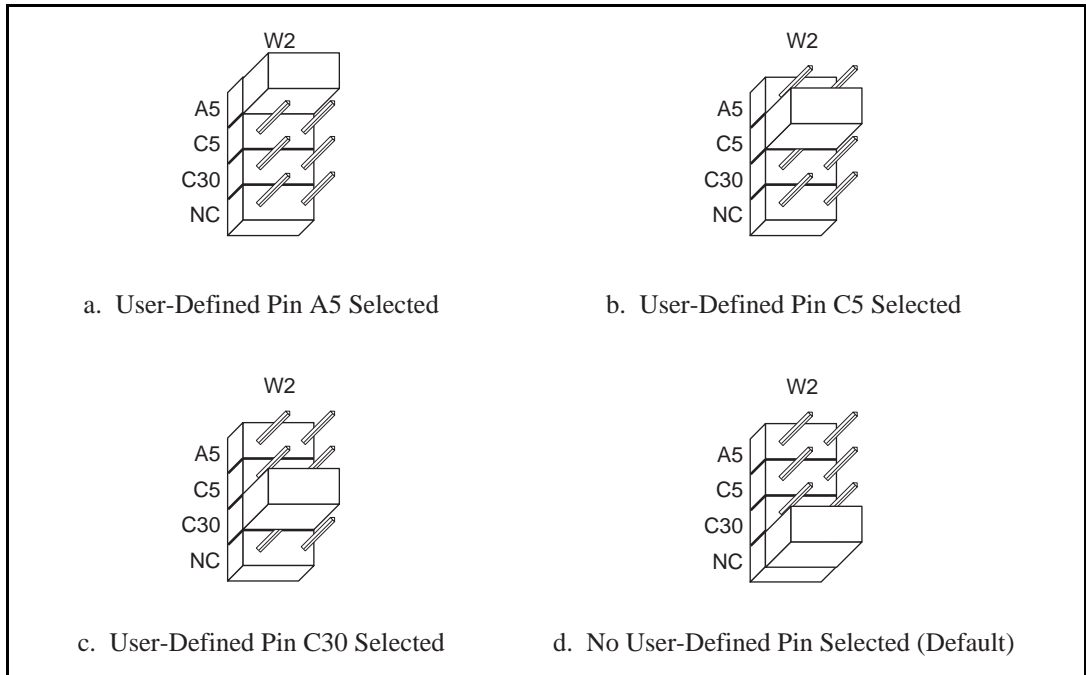 W2
A5
C5
C30
NC
a. User-Defined Pin A5 Selected
W2
A5
C5
C30
NC
b. User-Defined Pin C5 Selected
W2
A5
C5
C30
NC
c. User-Defined Pin C30 Selected
W2
A5
C5
C30
NC
d. No User-Defined Pin Selected (Default)